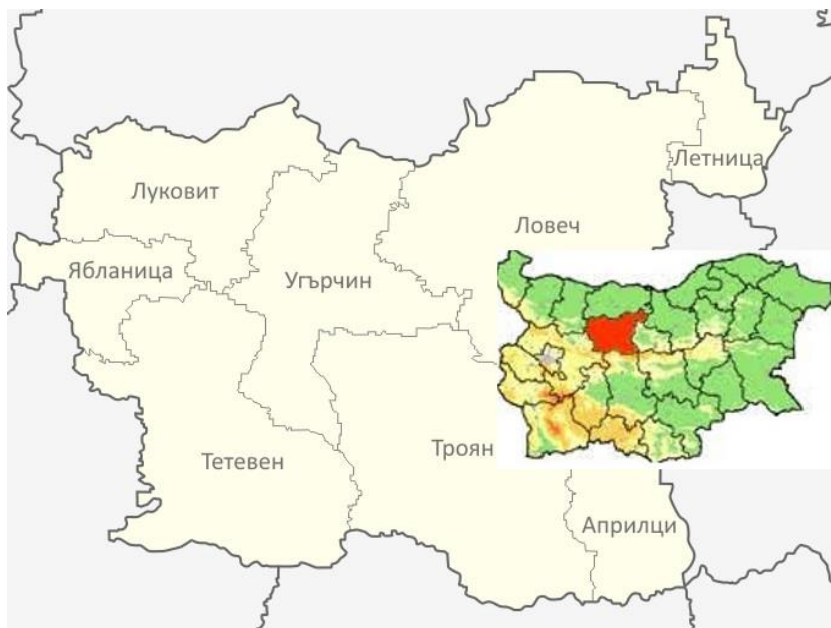 Летница
Луковит
Ловеч
Ябланица
Угърчин
Троян
Тетевен
Априлци